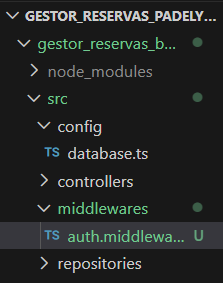 GESTOR_RESERVAS_PADELY...
gestor_reservas_b...
node_modules
src
config
TS database.ts
controllers
middlewares
TS auth.middlewa... U
repositories